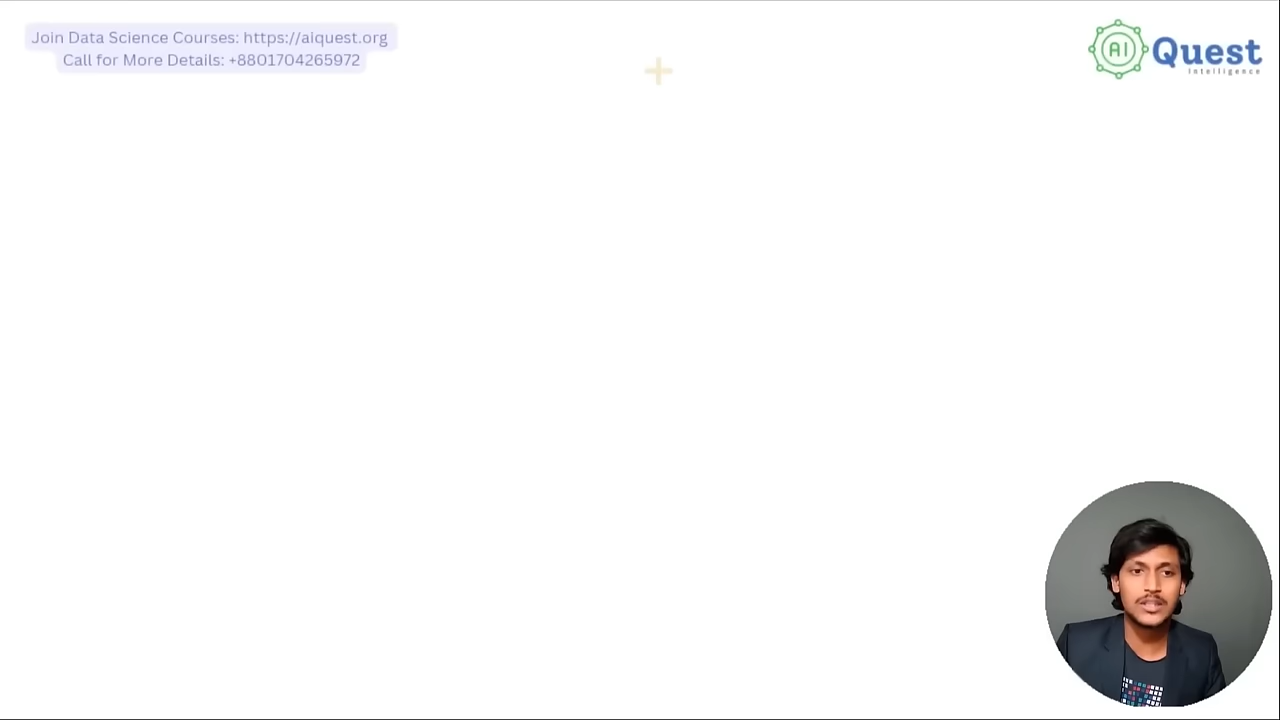 Join Data Science Courses: https://aiquest.org
Call for More Details: +8801704265972
AI Quest
Intelligence